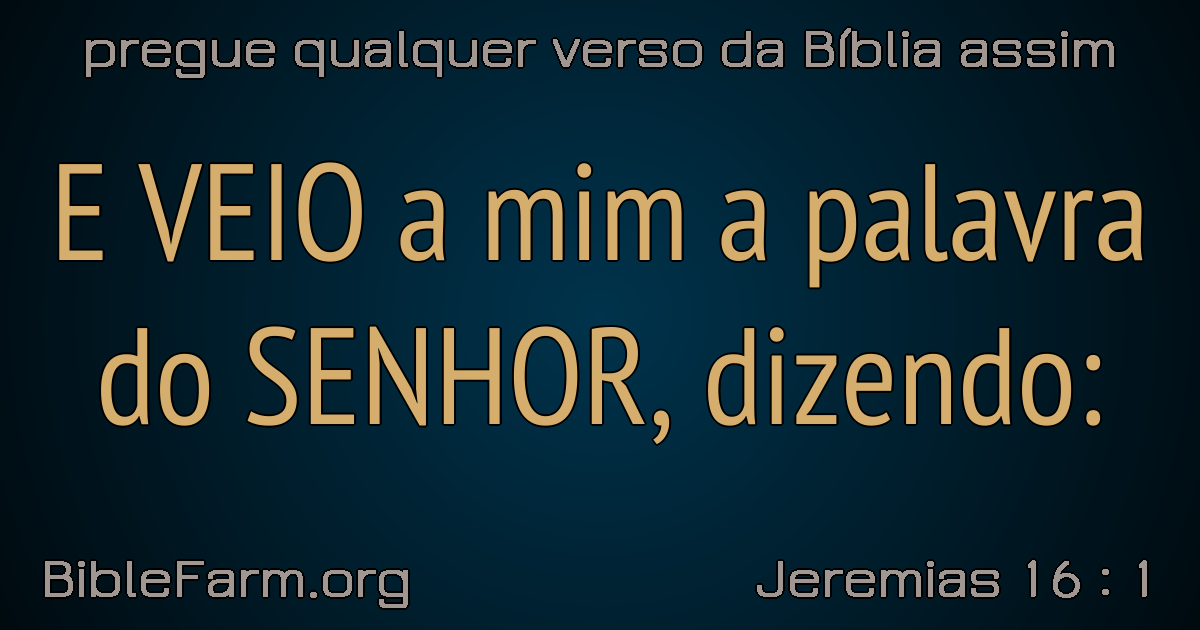 pregue qualquer verso da Bíblia assim
E VEIO a mim a palavra
do SENHOR, dizendo:
BibleFarm.org
Jeremias 16 : 1